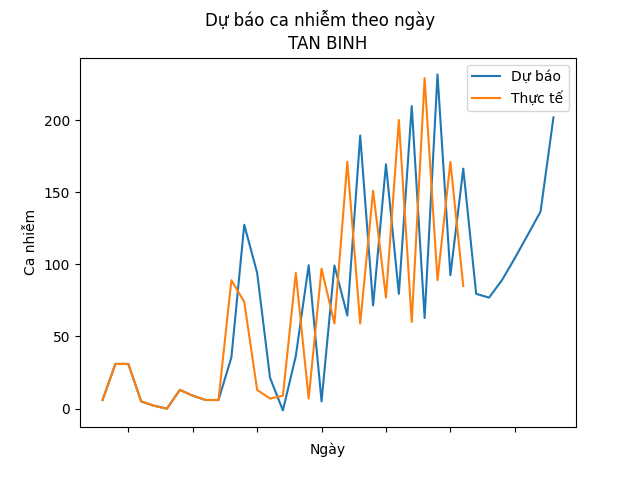 Dự báo ca nhiễm theo ngày
TAN BINH
Dự báo
Thực tế
200
150
100
50
0
Ca nhiễm
Ngày